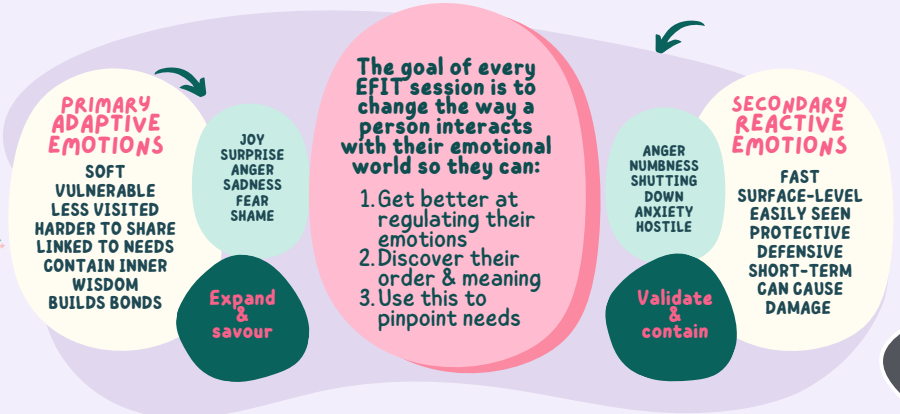 PRIMARY
ADAPTIVE
EMOTIONS
SOFT
VULNERABLE
LESS VISITED
HARDER TO SHARE
LINKED TO NEEDS
CONTAIN INNER
WISDOM
BUILDS BONDS
JOY
SURPRISE
ANGER
SADNESS
FEAR
SHAME
Expand
&
savour
The goal of every
EFIT session is to
change the way a
person interacts
with their emotional
world so they can:
1. Get better at
regulating their
emotions
2. Discover their
order & meaning
3. Use this to
pinpoint needs
ANGER
NUMBNESS
SHUTTING
DOWN
ANXIETY
HOSTILE
Validate
&
contain
SECONDARY
REACTIVE
EMOTIONS
FAST
SURFACE-LEVEL
EASILY SEEN
PROTECTIVE
DEFENSIVE
SHORT-TERM
CAN CAUSE
DAMAGE